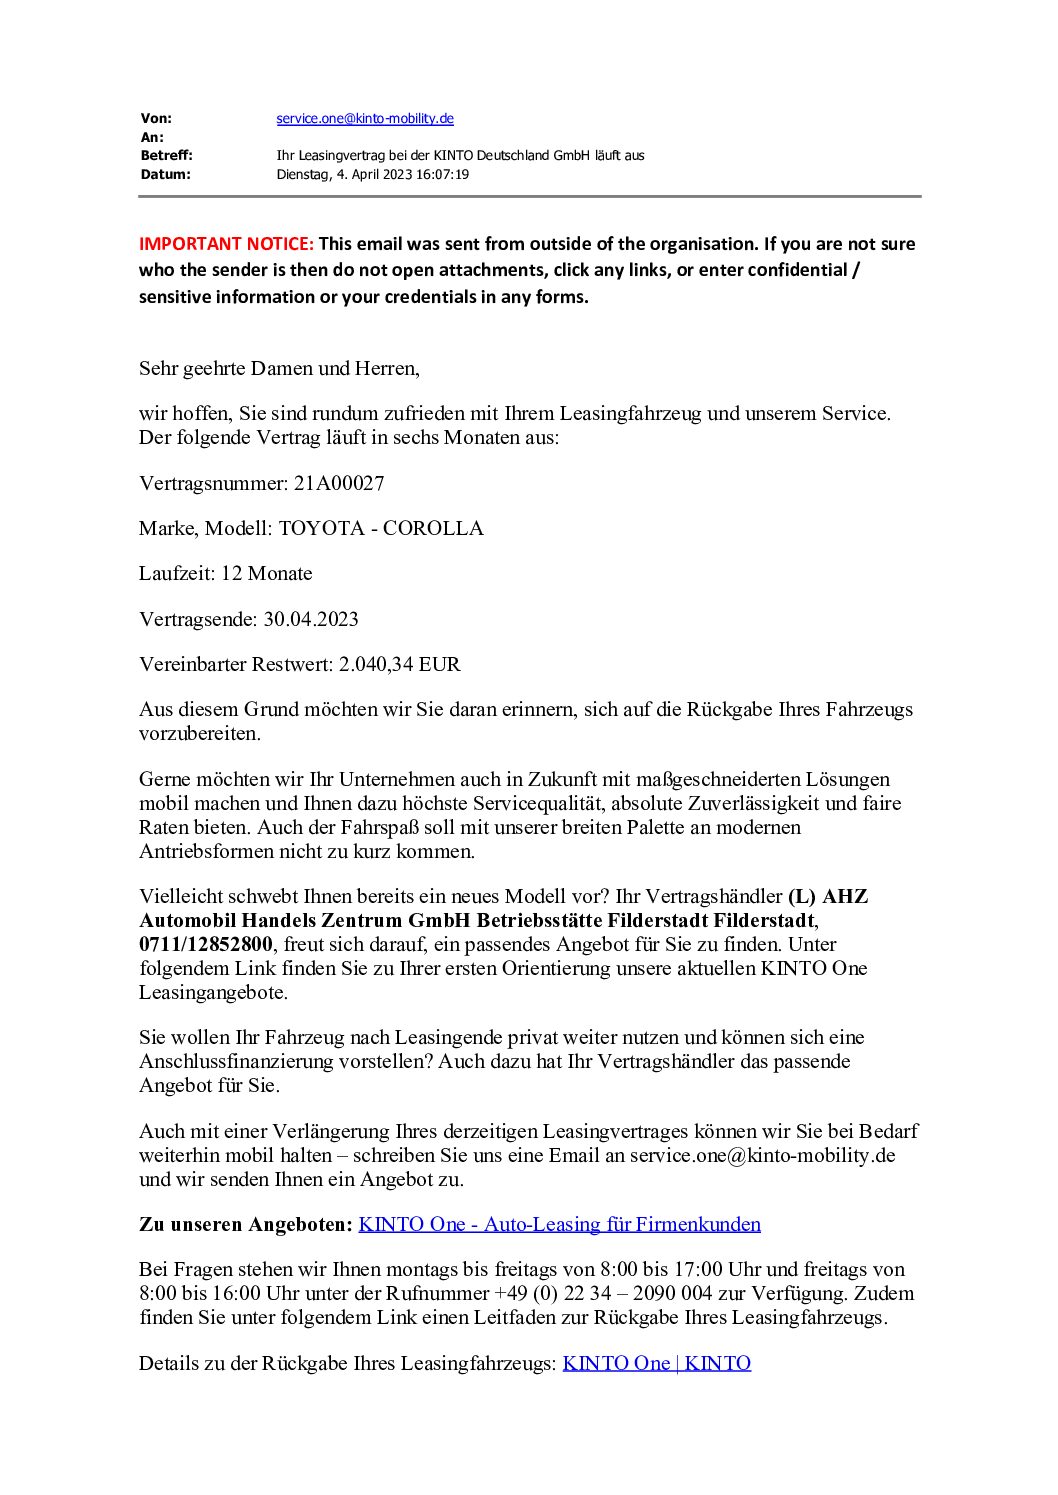 Von: service.one@kinto-mobility.de
An:
Betreff: Ihr Leasingvertrag bei der KINTO Deutschland GmbH läuft aus
Datum: Dienstag, 4. April 2023 16:07:19
IMPORTANT NOTICE: This email was sent from outside of the organisation. If you are not sure
who the sender is then do not open attachments, click any links, or enter confidential /
sensitive information or your credentials in any forms.
Sehr geehrte Damen und Herren,
wir hoffen, Sie sind rundum zufrieden mit Ihrem Leasingfahrzeug und unserem Service.
Der folgende Vertrag läuft in sechs Monaten aus:
Vertragsnummer: 21A00027
Marke, Modell: TOYOTA - COROLLA
Laufzeit: 12 Monate
Vertragsende: 30.04.2023
Vereinbarter Restwert: 2.040,34 EUR
Aus diesem Grund möchten wir Sie daran erinnern, sich auf die Rückgabe Ihres Fahrzeugs
vorzubereiten.
Gerne möchten wir Ihr Unternehmen auch in Zukunft mit maßgeschneiderten Lösungen
mobil machen und Ihnen dazu höchste Servicequalität, absolute Zuverlässigkeit und faire
Raten bieten. Auch der Fahrspaß soll mit unserer breiten Palette an modernen
Antriebsformen nicht zu kurz kommen.
Vielleicht schwebt Ihnen bereits ein neues Modell vor? Ihr Vertragshändler (L) AHZ
Automobil Handels Zentrum GmbH Betriebsstätte Filderstadt Filderstadt,
0711/12852800, freut sich darauf, ein passendes Angebot für Sie zu finden. Unter
folgendem Link finden Sie zu Ihrer ersten Orientierung unsere aktuellen KINTO One
Leasingangebote.
Sie wollen Ihr Fahrzeug nach Leasingende privat weiter nutzen und können sich eine
Anschlussfinanzierung vorstellen? Auch dazu hat Ihr Vertragshändler das passende
Angebot für Sie.
Auch mit einer Verlängerung Ihres derzeitigen Leasingvertrages können wir Sie bei Bedarf
weiterhin mobil halten – schreiben Sie uns eine Email an service.one@kinto-mobility.de
und wir senden Ihnen ein Angebot zu.
Zu unseren Angeboten: KINTO One - Auto-Leasing für Firmenkunden
Bei Fragen stehen wir Ihnen montags bis freitags von 8:00 bis 17:00 Uhr und freitags von
8:00 bis 16:00 Uhr unter der Rufnummer +49 (0) 22 34 – 2090 004 zur Verfügung. Zudem
finden Sie unter folgendem Link einen Leitfaden zur Rückgabe Ihres Leasingfahrzeugs.
Details zu der Rückgabe Ihres Leasingfahrzeugs: KINTO One | KINTO